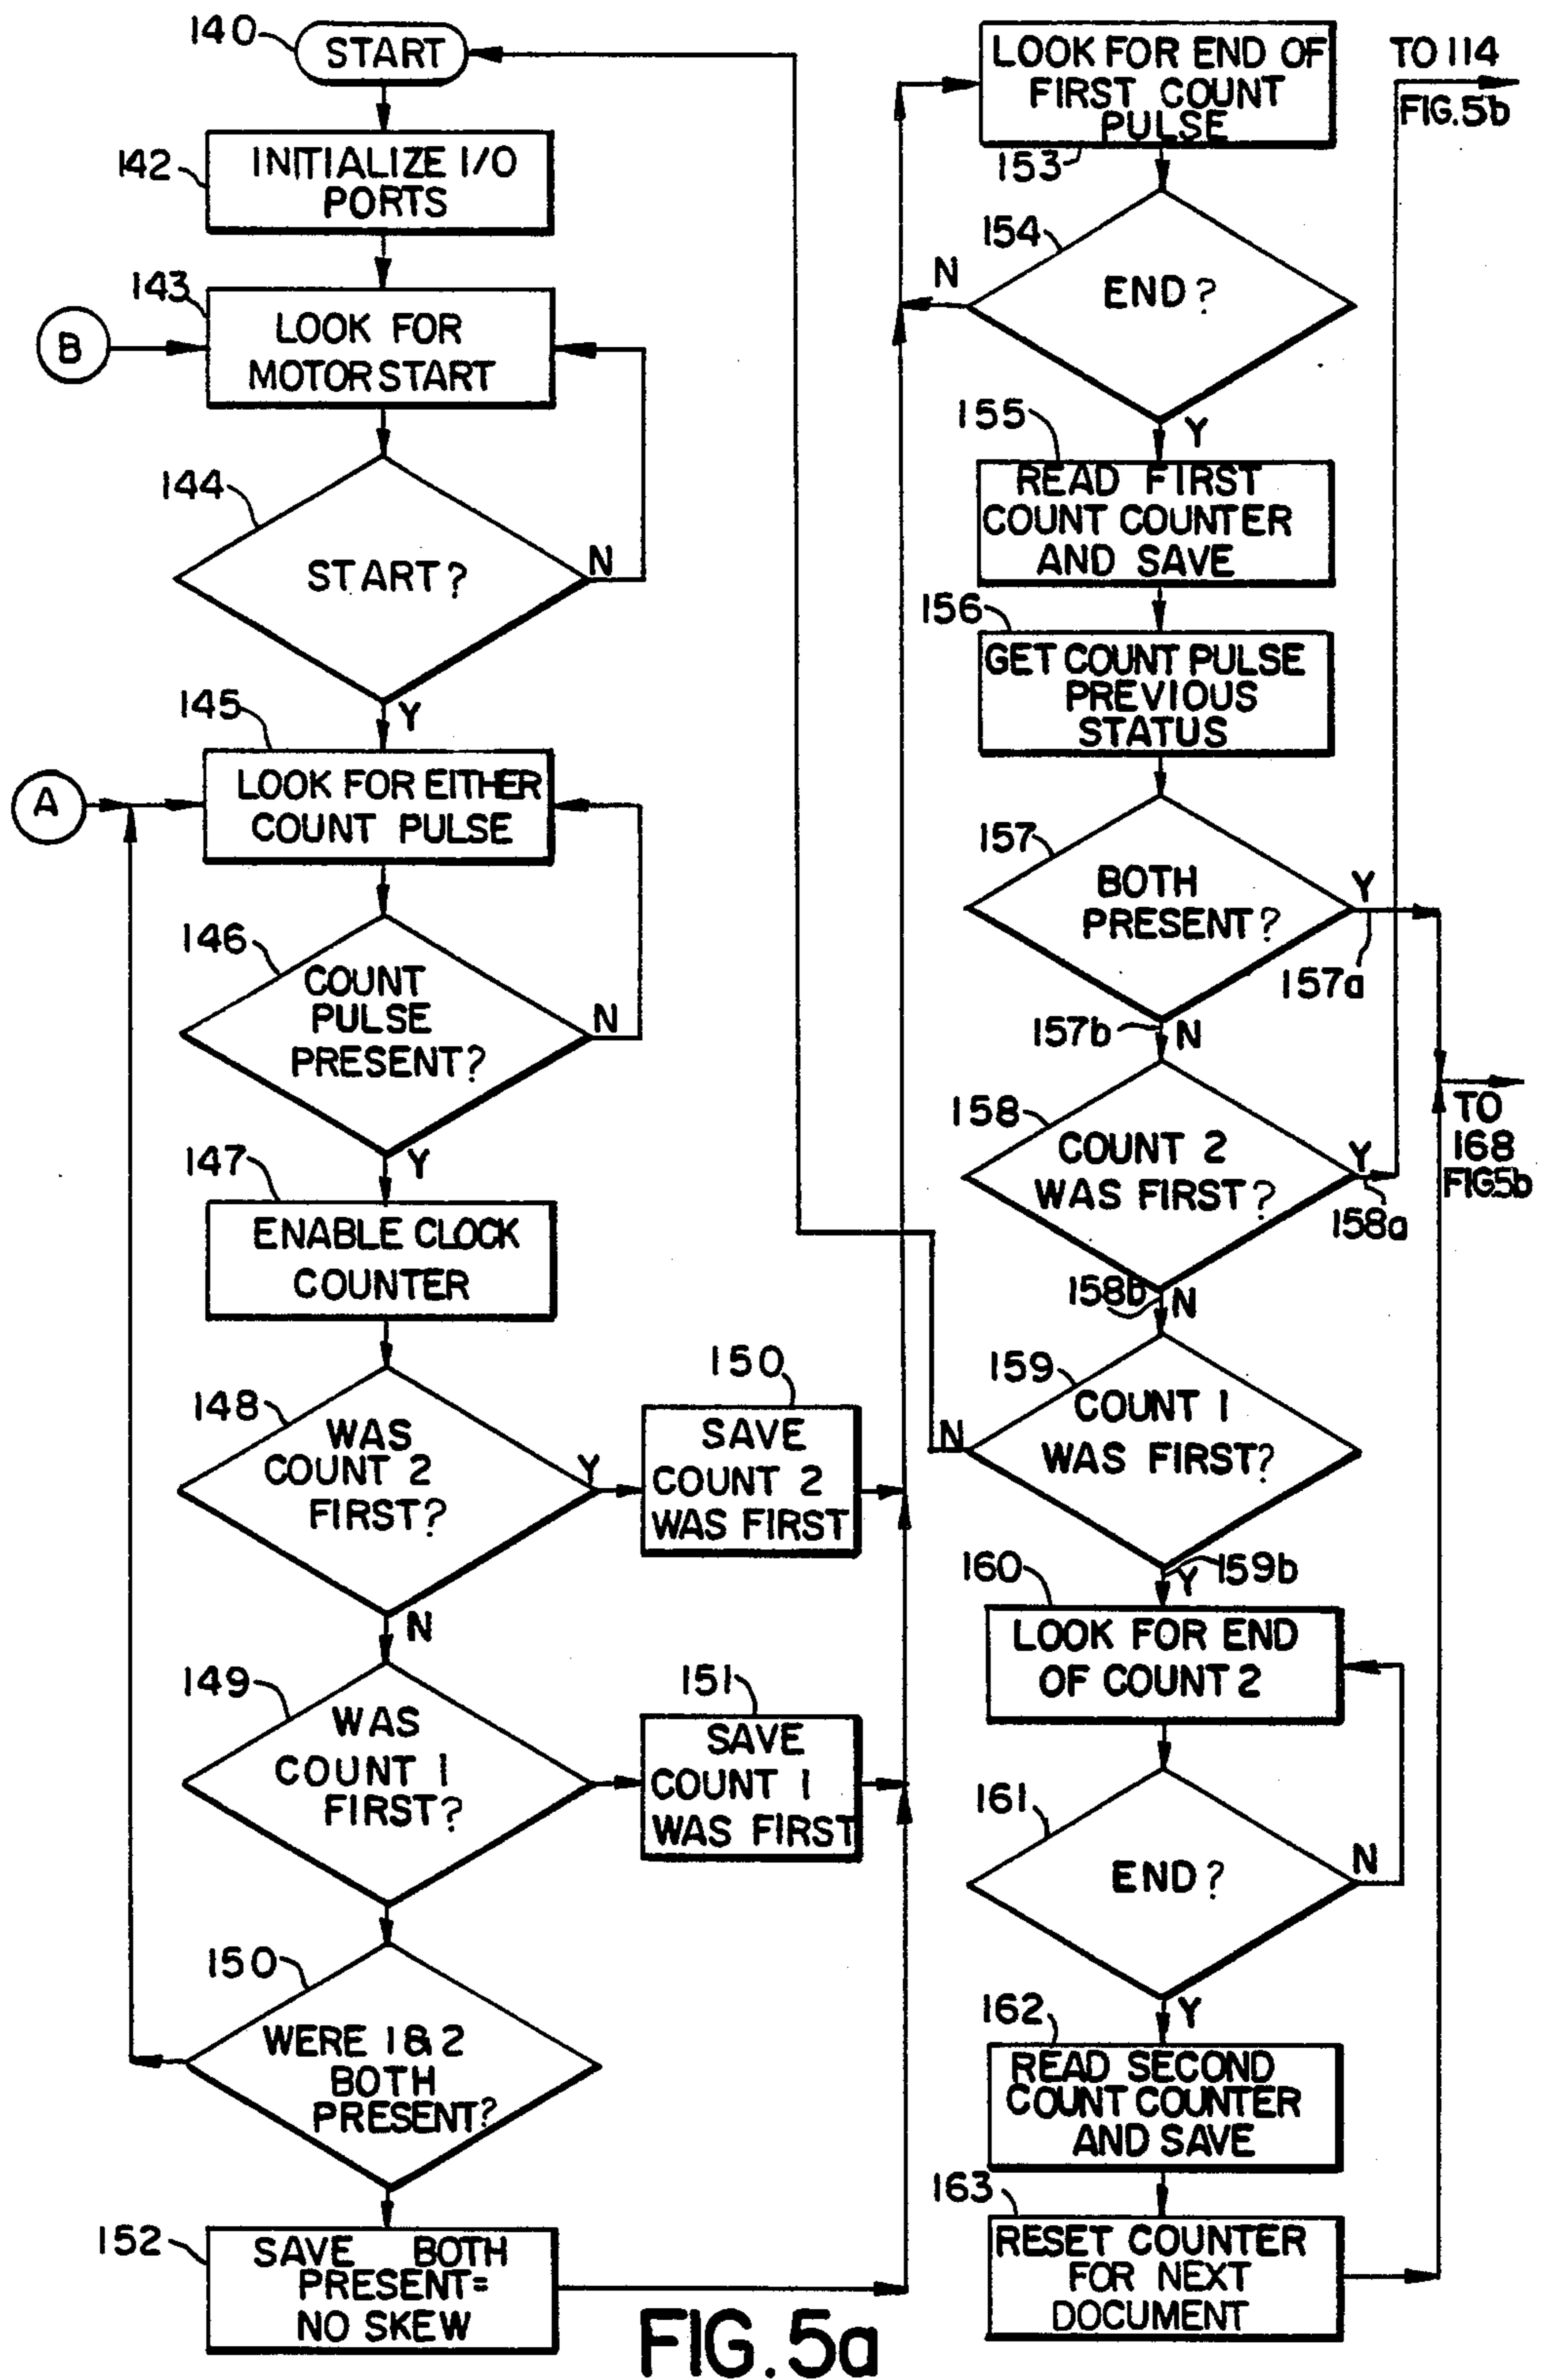 140
START
142
INITIALIZE I/O
PORTS
143
B
LOOK FOR
MOTOR START
144
START?
N
Y
145
A
LOOK FOR EITHER
COUNT PULSE
146
COUNT
PULSE
PRESENT?
N
Y
147
ENABLE CLOCK
COUNTER
148
WAS
COUNT 2
FIRST?
Y
150
SAVE
COUNT 2
WAS FIRST
N
149
WAS
COUNT 1
FIRST?
151
SAVE
COUNT 1
WAS FIRST
150
WERE 1 & 2
BOTH
PRESENT?
152
SAVE BOTH
PRESENT=
NO SKEW
LOOK FOR END OF
FIRST COUNT
PULSE
153
TO 114
FIG.5b
154
END?
N
Y
155
READ FIRST
COUNT COUNTER
AND SAVE
156
GET COUNT PULSE
PREVIOUS
STATUS
157
BOTH
PRESENT?
Y
157a
157b
N
TO
168
FIG5b
158
COUNT 2
WAS FIRST?
Y
158a
158b
N
159
COUNT 1
WAS FIRST?
N
159b
Y
160
LOOK FOR END
OF COUNT 2
161
END?
N
Y
162
READ SECOND
COUNT COUNTER
AND SAVE
163
RESET COUNTER
FOR NEXT
DOCUMENT
FIG.5a